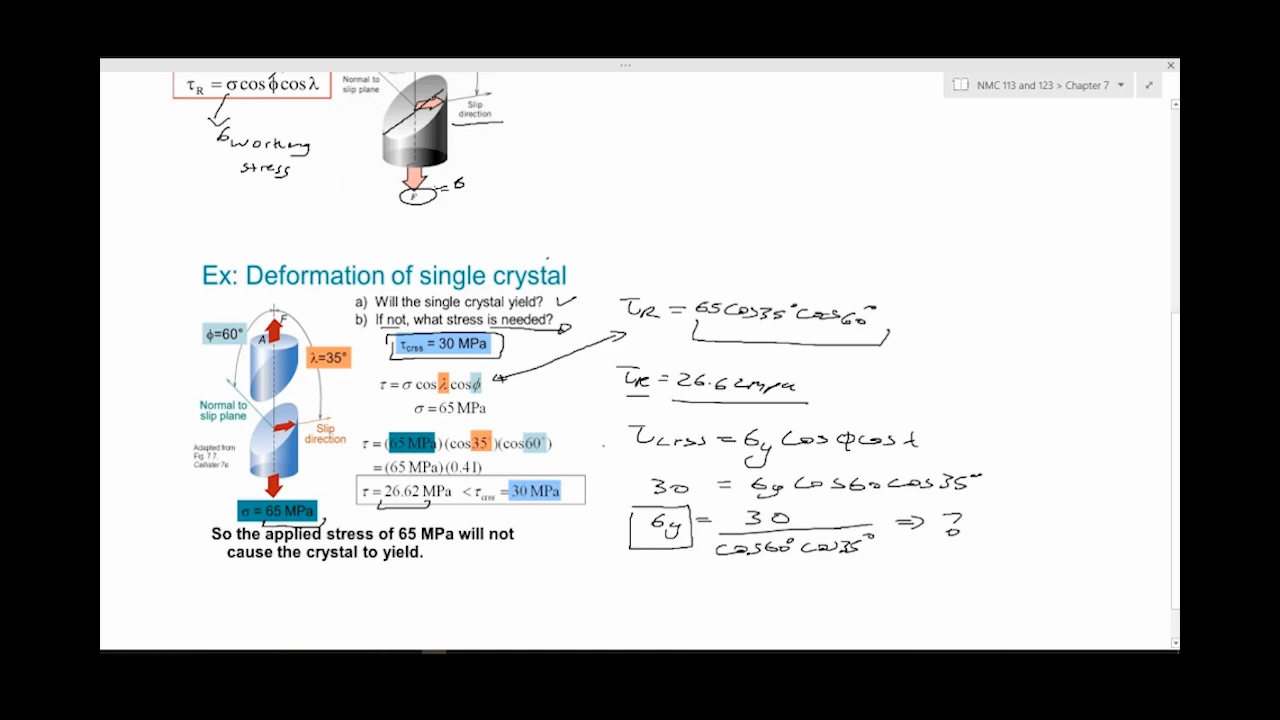 NMC 113 and 123 > Chapter 7
τR = σcosϕcosλ
Normal to
slip plane
Slip
direction
σ working
stress
F = σ
Ex: Deformation of single crystal
a) Will the single crystal yield?
b) If not, what stress is needed?
τcrss = 30 MPa
ϕ=60°
λ=35°
F
A
Normal to
slip plane
Slip
direction
Adapted from
Fig. 7.7,
Callister 7e.
σ = 65 MPa
τ = σ cos λ cos ϕ
σ = 65 MPa
τ = (65 MPa) (cos 35°)(cos 60°)
= (65 MPa) (0.41)
τ = 26.62 MPa < τcrss = 30 MPa
So the applied stress of 65 MPa will not
cause the crystal to yield.
τR = 65 cos35° cos60°
τR = 26.62 mpa
τcrss = σy cos ϕ cos λ
30 = σy cos60 cos35°
σy = 30 / cos60° cos35° ⇒ ?